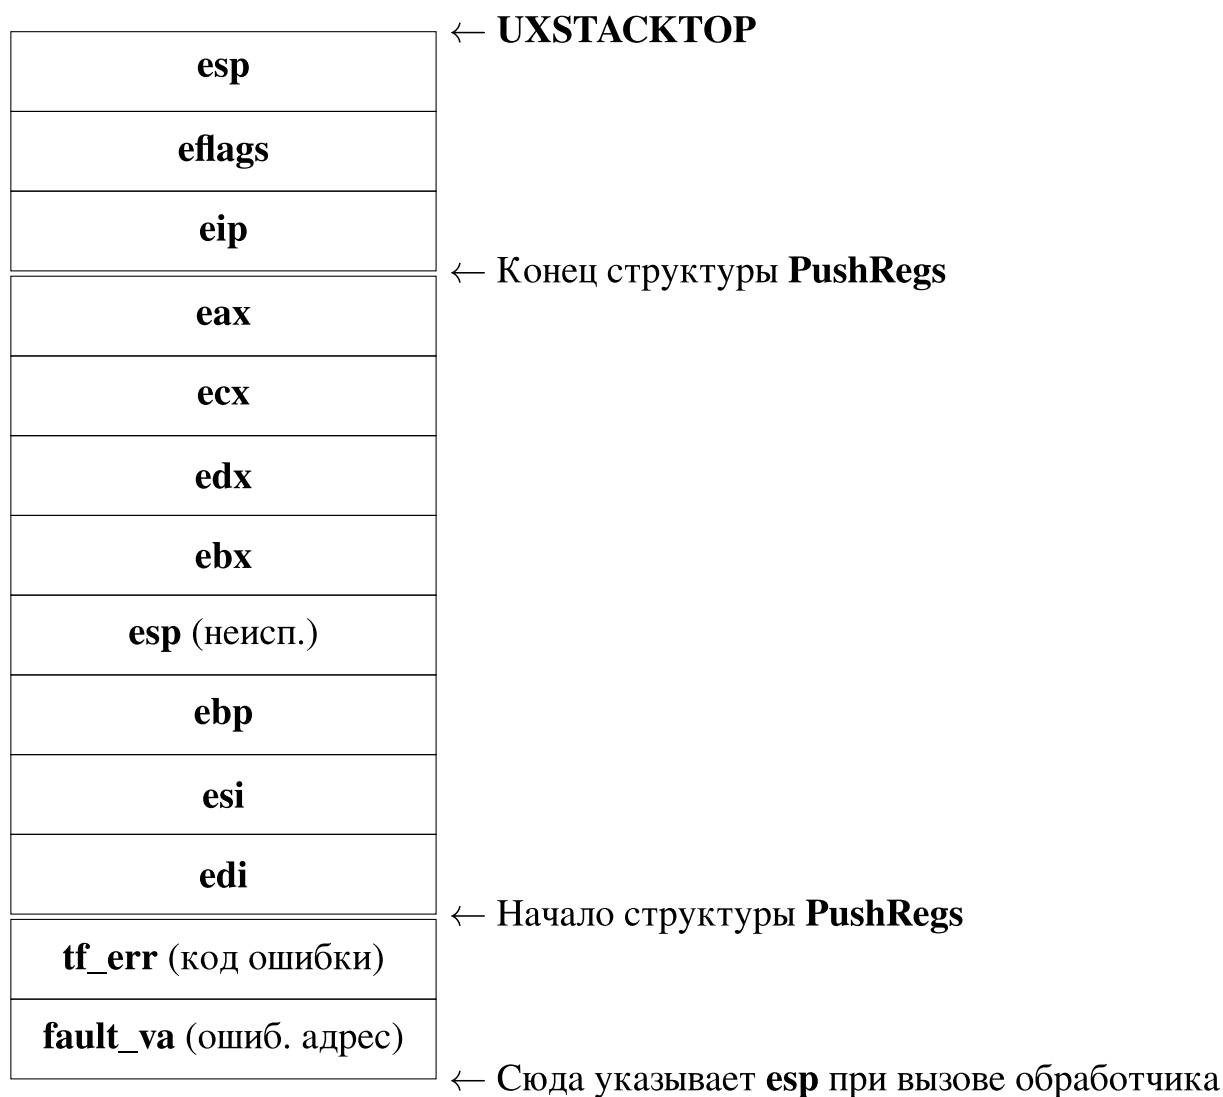 ← UXSTACKTOP
esp
eflags
eip
← Конец структуры PushRegs
eax
ecx
edx
ebx
esp (неисп.)
ebp
esi
edi
← Начало структуры PushRegs
tf_err (код ошибки)
fault_va (ошиб. адрес)
← Сюда указывает esp при вызове обработчика